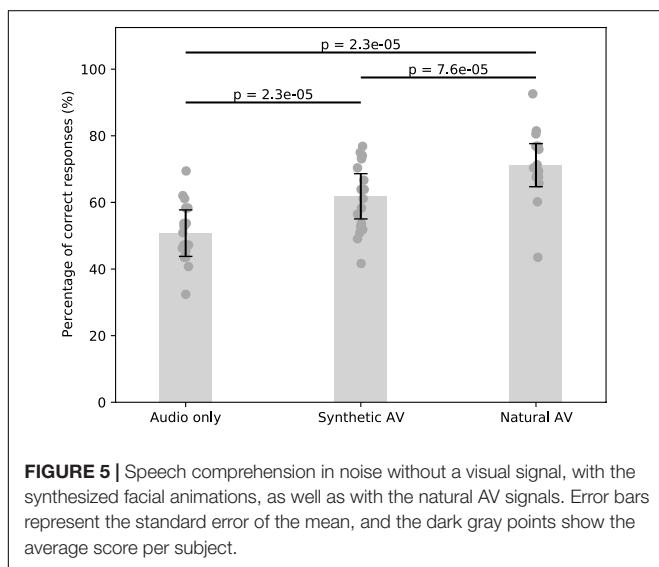 p = 2.3e-05
p = 7.6e-05
p = 2.3e-05
Percentage of correct responses (%)
100
80
60
40
20
0
Audio only
Synthetic AV
Natural AV
FIGURE 5 | Speech comprehension in noise without a visual signal, with the
synthesized facial animations, as well as with the natural AV signals. Error bars
represent the standard error of the mean, and the dark gray points show the
average score per subject.